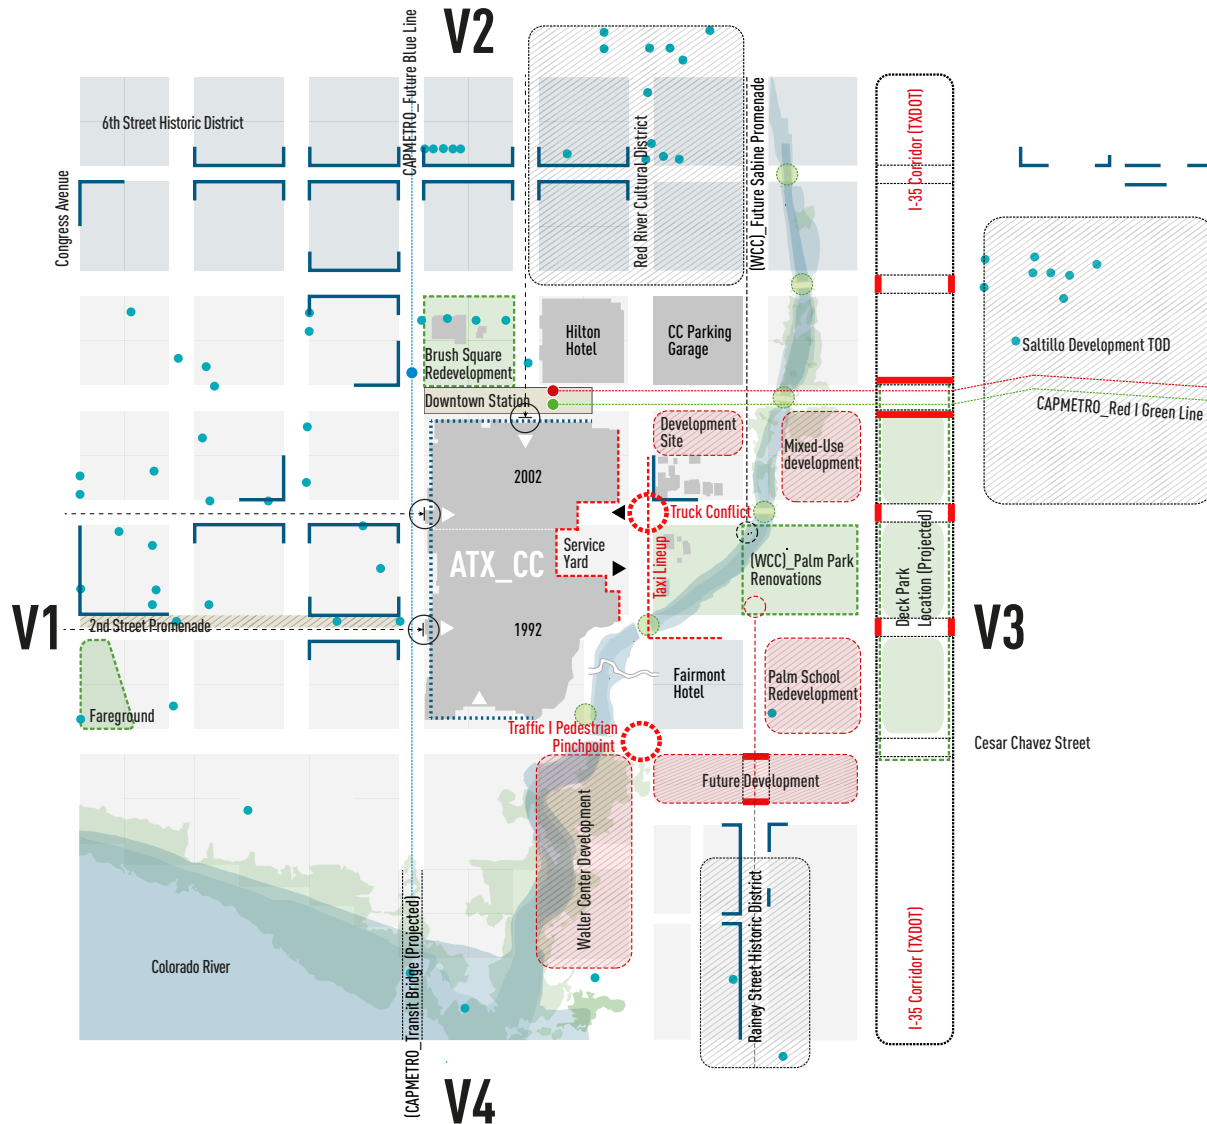 V2
CAPMETRO_Future Blue Line
6th Street Historic District
Congress Avenue
Red River Cultural District
(WCC)_Future Sabine Promenade
I-35 Corridor (TXDOT)
Brush Square
Redevelopment
Hilton
Hotel
CC Parking
Garage
Saltillo Development TOD
Downtown Station
CAPMETRO_Red I Green Line
Development
Site
Mixed-Use
development
2002
Truck Conflict
ATX_CC
Service
Yard
Taxi Lineup
(WCC)_Palm Park
Renovations
Deck Park
Location (Projected)
V1
2nd Street Promenade
1992
V3
Fairmont
Hotel
Palm School
Redevelopment
Fareground
Traffic I Pedestrian
Pinchpoint
Cesar Chavez Street
Future Development
Waller Center Development
Rainey Street Historic District
Colorado River
(CAPMETRO_Transit Bridge (Projected)
I-35 Corridor (TXDOT)
V4